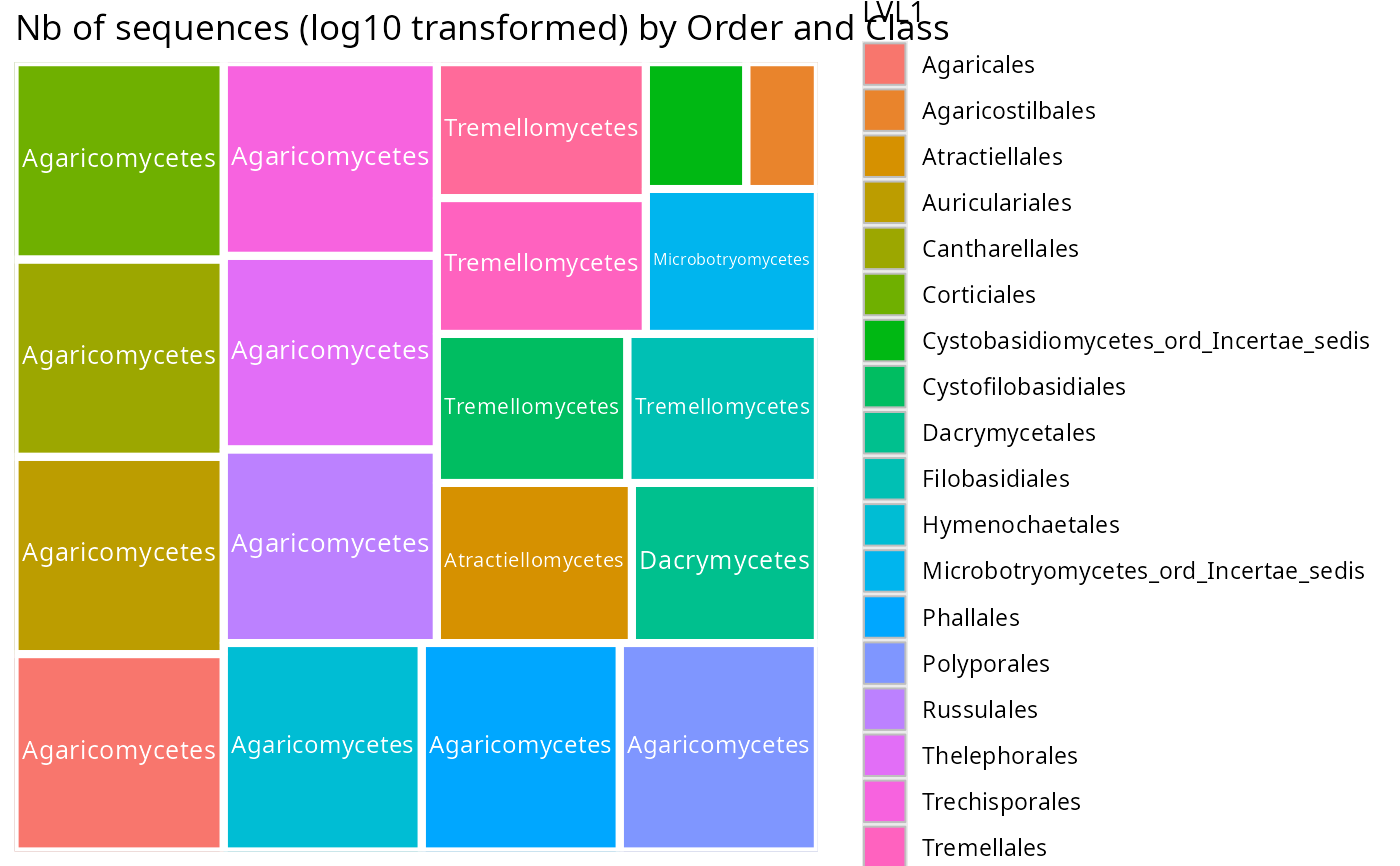 Nb of sequences (log10 transformed) by Order and Class
Agaricomycetes
Agaricomycetes
Tremellomycetes
Tremellomycetes
Microbotryomycetes
Agaricomycetes
Agaricomycetes
Tremellomycetes
Tremellomycetes
Agaricomycetes
Agaricomycetes
Atractiellomycetes
Dacrymycetes
Agaricomycetes
Agaricomycetes
Agaricomycetes
Agaricomycetes
LVL1
Agaricales
Agaricostilbales
Atractiellales
Auriculariales
Cantharellales
Corticiales
Cystobasidiomycetes_ord_Incertae_sedis
Cystofilobasidiales
Dacrymycetales
Filobasidiales
Hymenochaetales
Microbotryomycetes_ord_Incertae_sedis
Phallales
Polyporales
Russulales
Thelephorales
Trechisporales
Tremellales